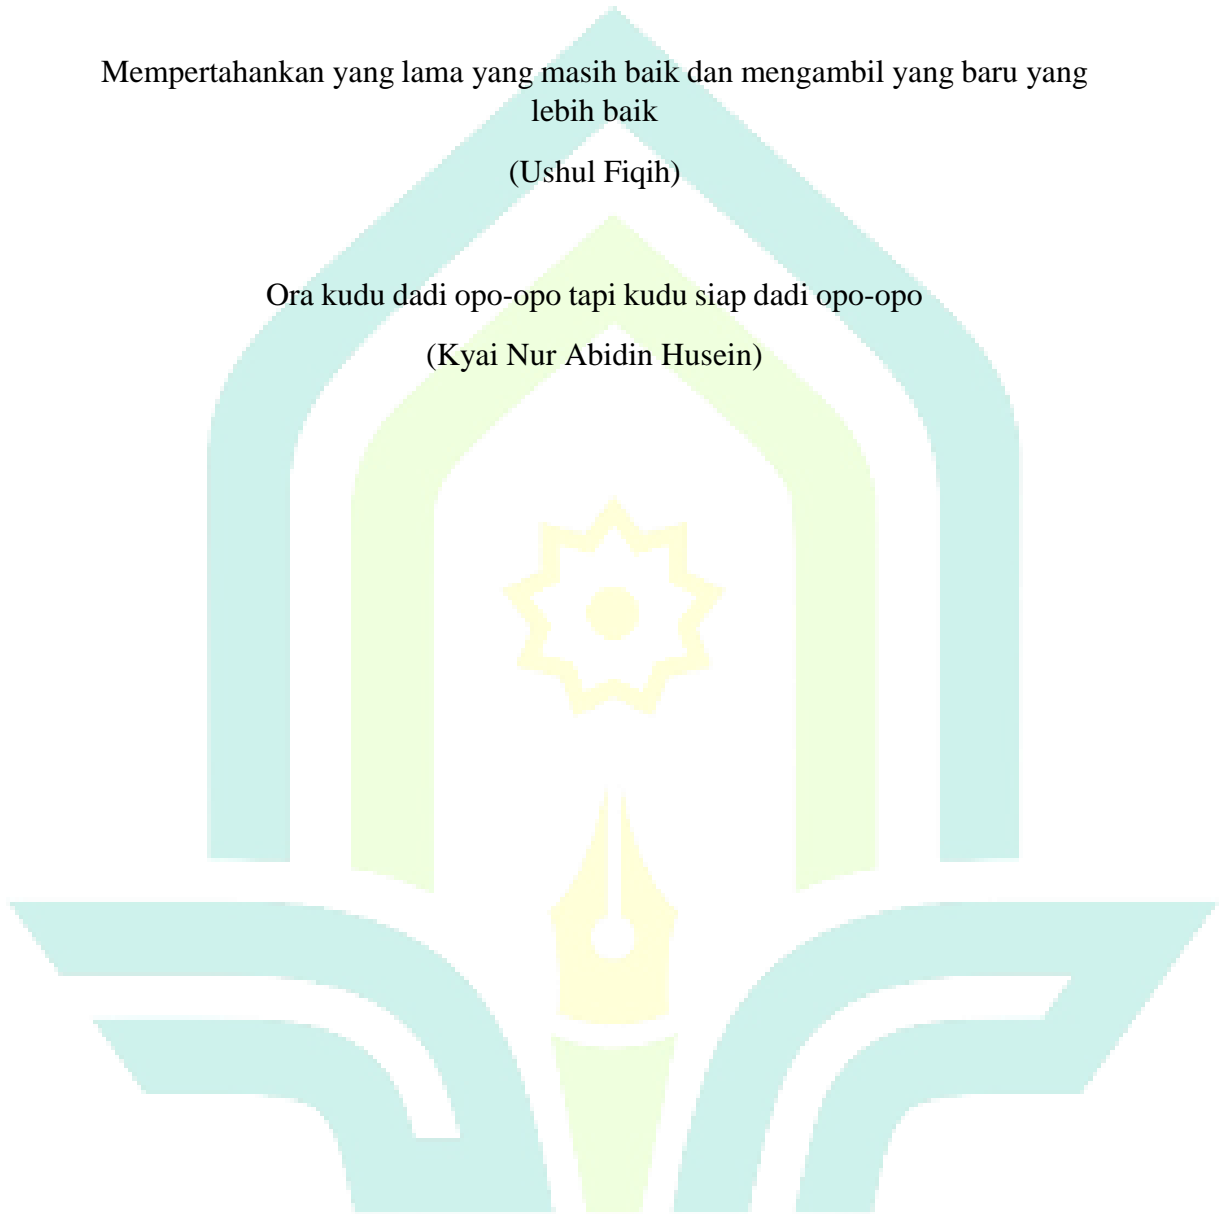 Mempertahankan yang lama yang masih baik dan mengambil yang baru yang
lebih baik
(Ushul Fiqih)
Ora kudu dadi opo-opo tapi kudu siap dadi opo-opo
(Kyai Nur Abidin Husein)